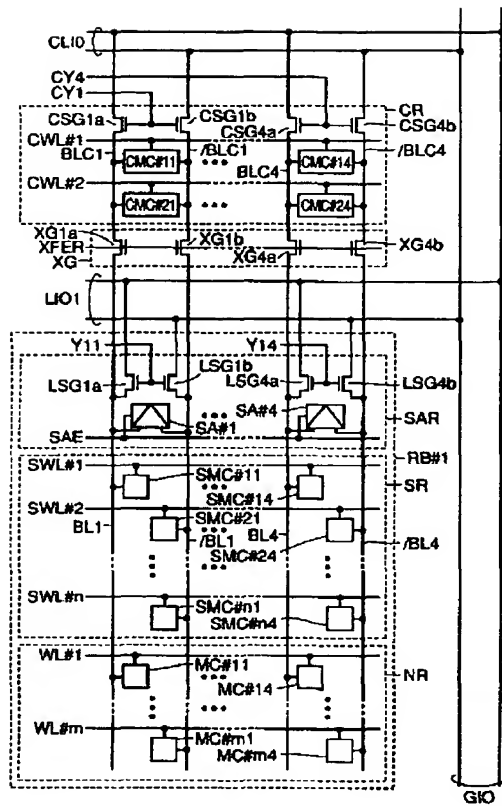 CLIO
CY4
CY1
CSG1a CSG1b CR
CSG4a CSG4b
CWL#1
BLC1 CMC#11 /BLC1 BLC4 CMC#14 /BLC4
CWL#2
CMC#21 CMC#24
XG1a XG1b
XFER XG4b
XG XG4a
LIO1
Y11 LSG1b Y14
LSG1a LSG4a LSG4b
SA#4 SAR
SAE SA#1
RB#1
SWL#1
SMC#11 SR
SMC#14
SWL#2
BL1 SMC#21 BL4
/BL1 SMC#24 /BL4
SWL#n
SMC#n1
SMC#n4
WL#1
MC#11 NR
MC#14
WL#m
MC#m1
MC#m4
GIO